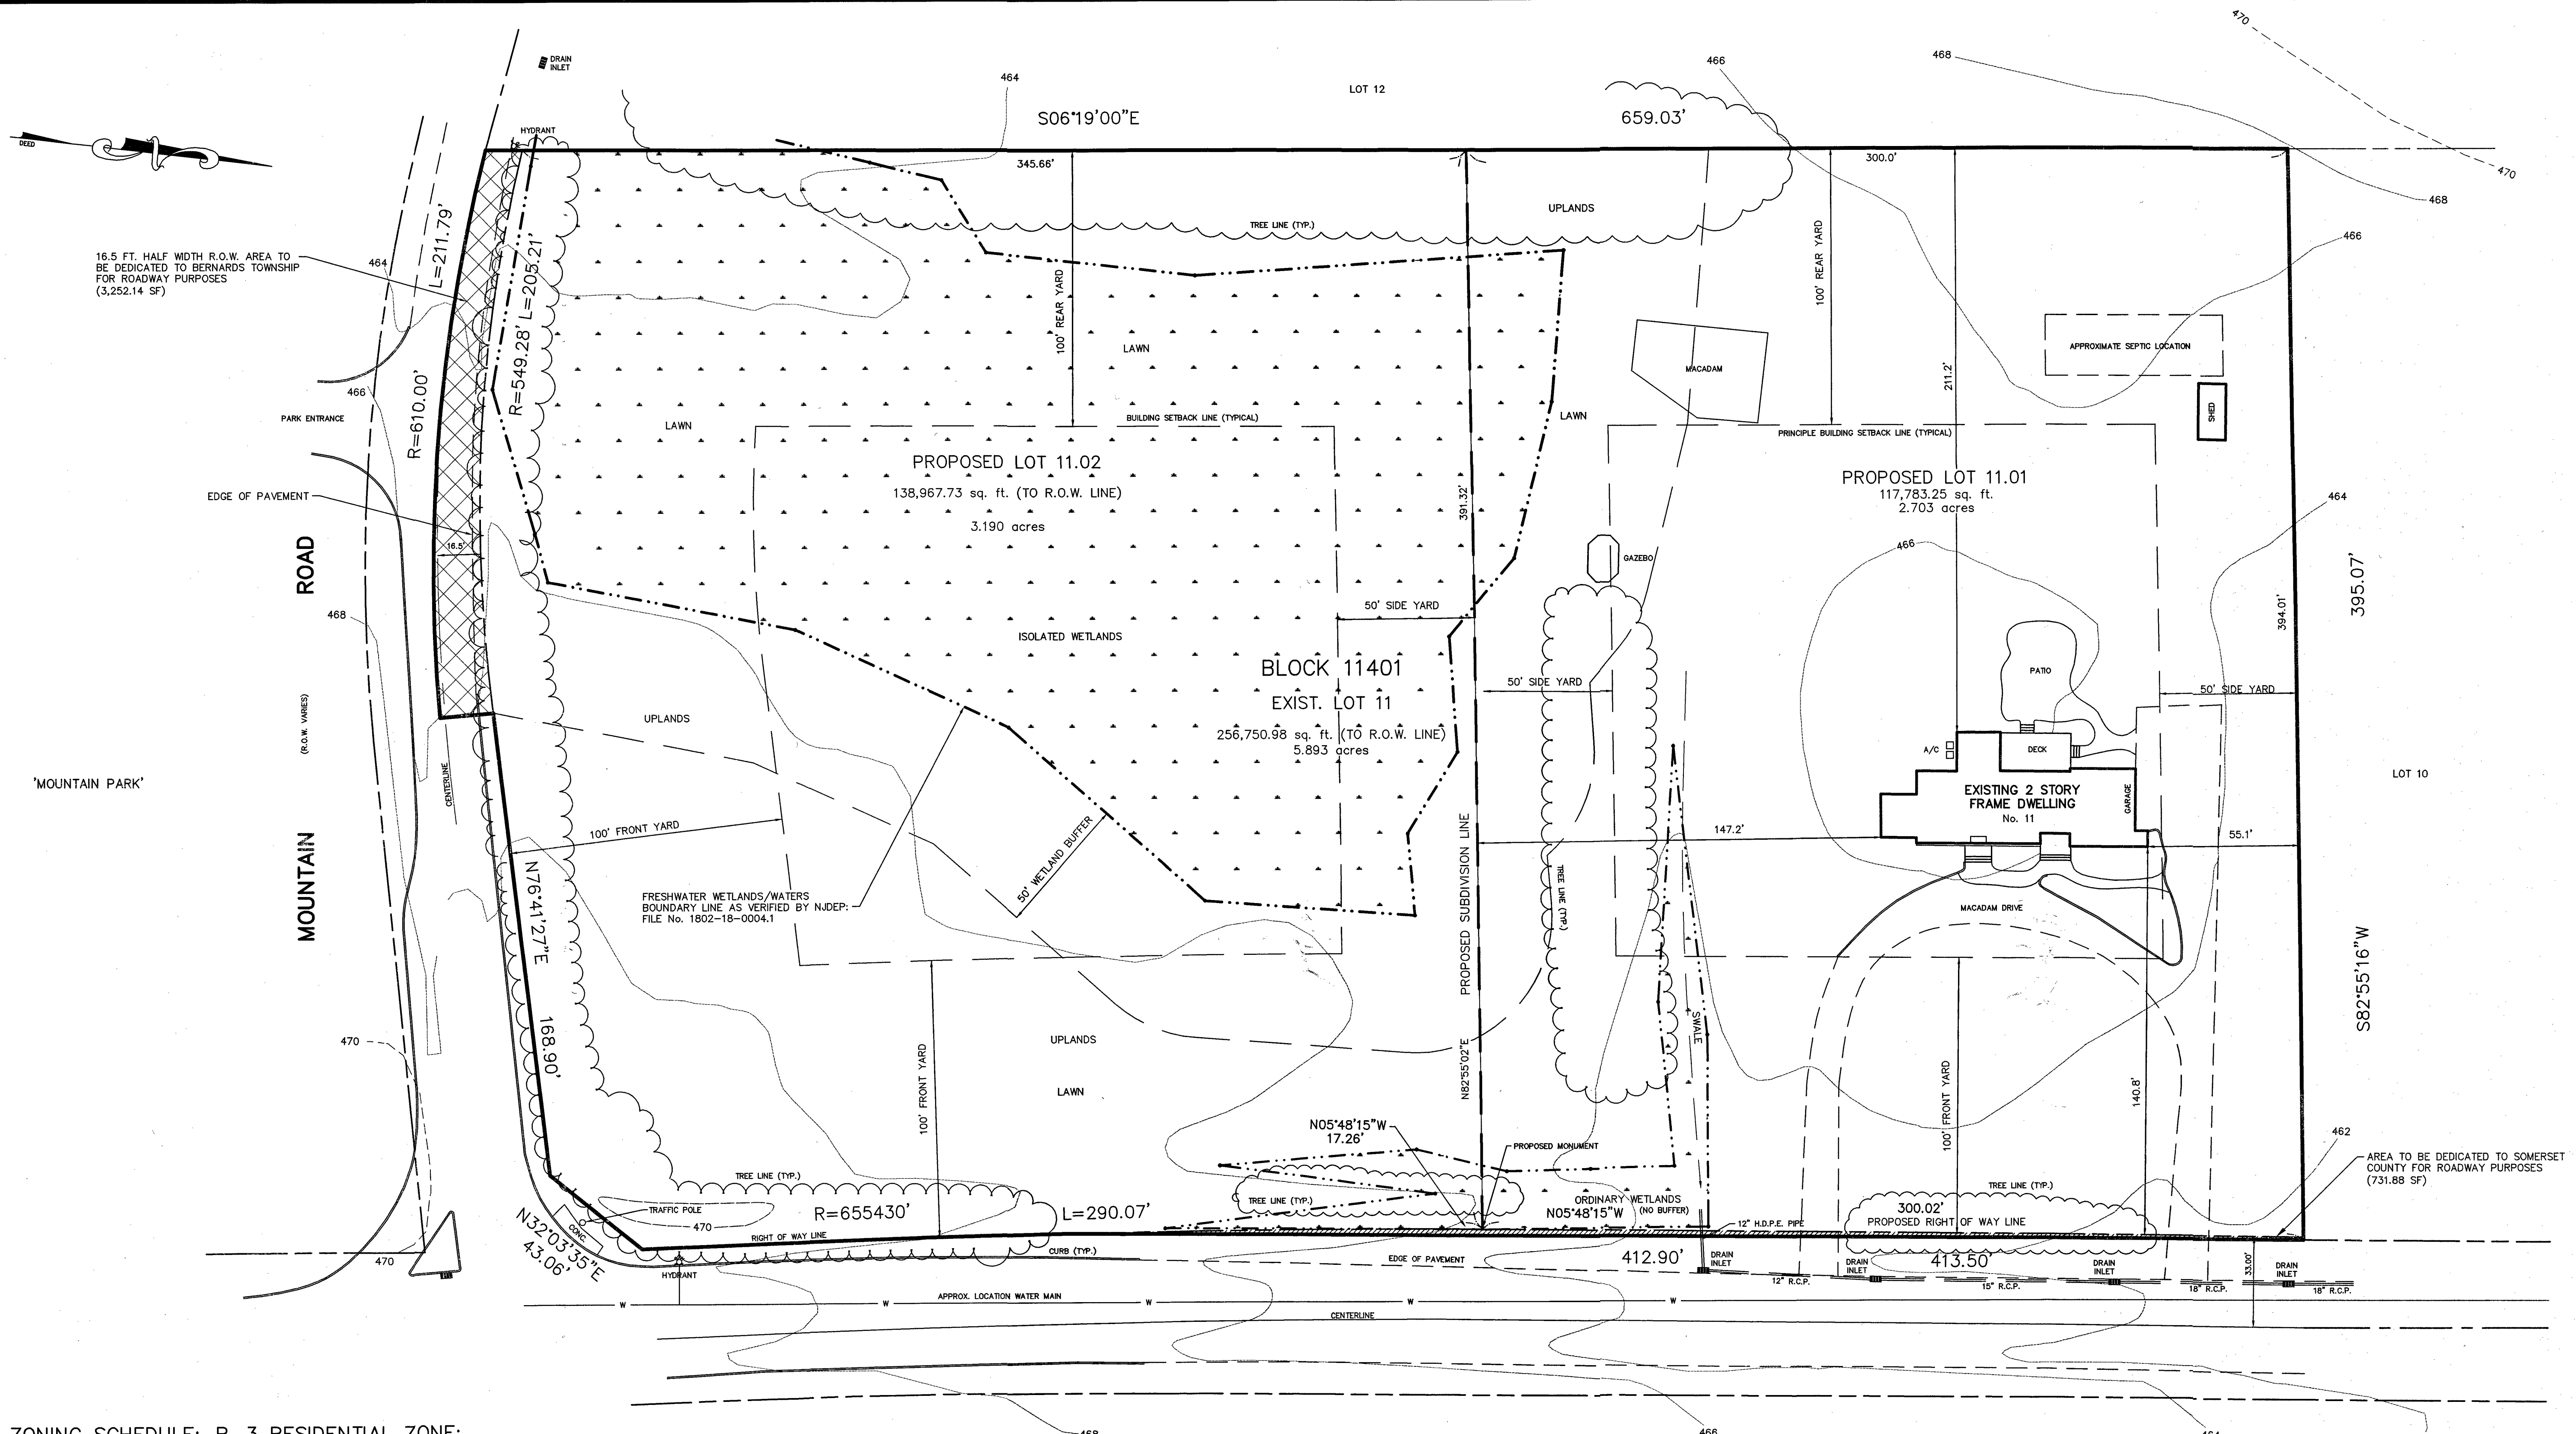 470
DRAIN
INLET
464
LOT 12
466
468
S06°19'00"E
659.03'
DEED
HYDRANT
345.66'
300.0'
470
468
UPLANDS
TREE LINE (TYP.)
L=211.79'
R=549.28' L=205.21'
16.5 FT. HALF WIDTH R.O.W. AREA TO
BE DEDICATED TO BERNARDS TOWNSHIP
FOR ROADWAY PURPOSES
(3,252.14 SF)
464
466
100' REAR YARD
100' REAR YARD
LAWN
MACADAM
211.2'
APPROXIMATE SEPTIC LOCATION
SHED
466
PARK ENTRANCE
R=610.00'
LAWN
BUILDING SETBACK LINE (TYPICAL)
LAWN
PRINCIPLE BUILDING SETBACK LINE (TYPICAL)
PROPOSED LOT 11.02
138,967.73 sq. ft. (TO R.O.W. LINE)
3.190 acres
PROPOSED LOT 11.01
117,783.25 sq. ft.
2.703 acres
EDGE OF PAVEMENT
391.32'
464
16.5'
466
GAZEBO
ROAD
395.07'
394.01'
468
50' SIDE YARD
ISOLATED WETLANDS
BLOCK 11401
EXIST. LOT 11
256,750.98 sq. ft. (TO R.O.W. LINE)
5.893 acres
50' SIDE YARD
PATIO
50' SIDE YARD
(R.O.W. VARIES)
UPLANDS
A/C
DECK
'MOUNTAIN PARK'
CENTERLINE
LOT 10
EXISTING 2 STORY
FRAME DWELLING
No. 11
GARAGE
MOUNTAIN
100' FRONT YARD
50' WETLAND BUFFER
147.2'
55.1'
FRESHWATER WETLANDS/WATERS
BOUNDARY LINE AS VERIFIED BY NJDEP:
FILE No. 1802-18-0004.1
N76°41'27"E
168.90'
PROPOSED SUBDIVISION LINE
TREE LINE (TYP.)
MACADAM DRIVE
S82°55'16"W
SWALE
470
UPLANDS
N82°55'02"E
100' FRONT YARD
LAWN
100' FRONT YARD
140.8'
N05°48'15"W
17.26'
PROPOSED MONUMENT
462
AREA TO BE DEDICATED TO SOMERSET
COUNTY FOR ROADWAY PURPOSES
(731.88 SF)
TREE LINE (TYP.)
TREE LINE (TYP.)
TREE LINE (TYP.)
ORDINARY WETLANDS
(NO BUFFER)
N05°48'15"W
300.02'
PROPOSED RIGHT OF WAY LINE
TRAFFIC POLE
CONC.
470
R=655430'
L=290.07'
RIGHT OF WAY LINE
12" H.D.P.E. PIPE
N32°03'35"E
43.06'
CURB (TYP.)
EDGE OF PAVEMENT
412.90'
DRAIN
INLET
DRAIN
INLET
413.50'
DRAIN
INLET
DRAIN
INLET
33.00'
470
HYDRANT
12" R.C.P.
15" R.C.P.
18" R.C.P.
18" R.C.P.
W
APPROX. LOCATION WATER MAIN
W
W
W
W
CENTERLINE
ZONING SCHEDULE: R-3 RESIDENTIAL ZONE:
468
466
464